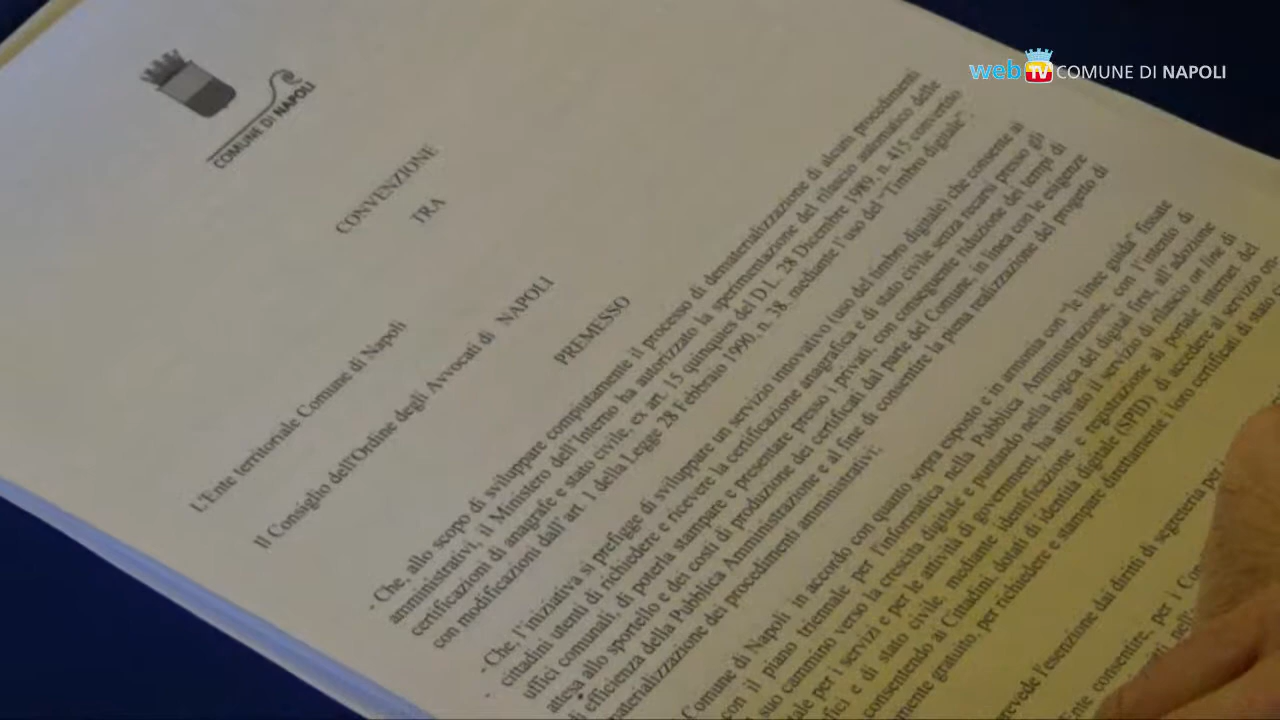 web TV COMUNE DI NAPOLI
COMUNE DI NAPOLI
CONVENZIONE
TRA
L'Ente territoriale Comune di Napoli
Il Consiglio dell'Ordine degli Avvocati di NAPOLI
PREMESSO
- Che, allo scopo di sviluppare compiutamente il processo di dematerializzazione di alcuni procedimenti
amministrativi, il Ministero dell'Interno ha autorizzato la sperimentazione del rilascio automatico delle
certificazioni di anagrafe e stato civile, ex art. 15 quinquies del D.L. 28 Dicembre 1989, n. 415 convertito
con modificazioni dall' art. 1 della Legge 28 Febbraio 1990, n. 38, mediante l'uso del "Timbro digitale".
- Che, l'iniziativa si prefigge di sviluppare un servizio innovativo (uso del timbro digitale) che consente ai
- cittadini utenti di richiedere e ricevere la certificazione anagrafica e di stato civile senza recarsi presso gli
uffici comunali, di poterla stampare e presentare presso i privati, con conseguente riduzione dei tempi di
attesa allo sportello e dei costi di produzione dei certificati dal parte del Comune, in linea con le esigenze
di efficienza della Pubblica Amministrazione e al fine di consentire la piena realizzazione del progetto di
materializzazione dei procedimenti amministrativi;
Comune di Napoli in accordo con quanto sopra esposto e in armonia con "le linee guida" fissate
con il piano triennale per l'informatica nella Pubblica Amministrazione, con l'intento di
suo cammino verso la crescita digitale e puntando nella logica del digital first, all'adozione
ale per i servizi e per le attività di government, ha attivato il servizio di rilascio on line di
fici e di stato civile, mediante identificazione e registrazione al portale internet del
consentendo ai Cittadini, dotati di identità digitale (SPID) di accedere al servizio on-
mente gratuito, per richiedere e stampare direttamente i loro certificati di stato c
revede l'esenzione dai diritti di segreteria per i
Ente consentire, per i Co